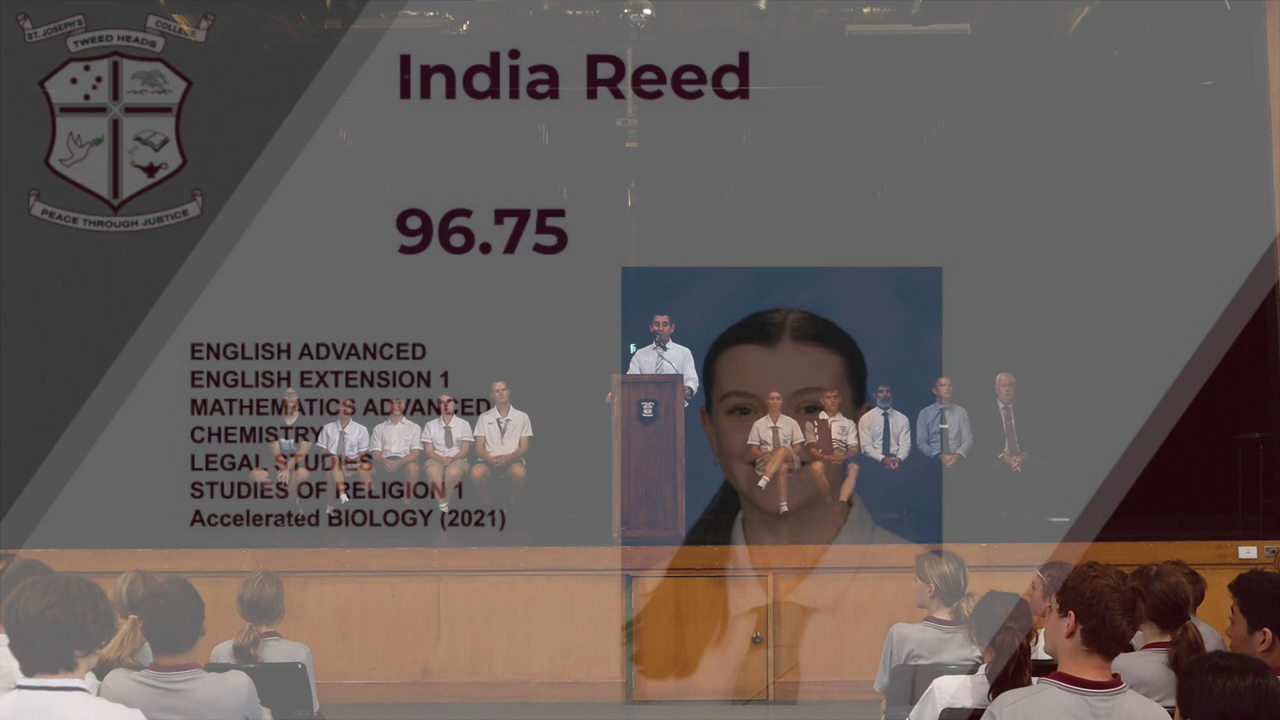 ST. JOSEPH'S COLLEGE
TWEED HEADS
PEACE THROUGH JUSTICE
India Reed
96.75
ENGLISH ADVANCED
ENGLISH EXTENSION 1
MATHEMATICS ADVANCED
CHEMISTRY
LEGAL STUDIES
STUDIES OF RELIGION 1
Accelerated BIOLOGY (2021)